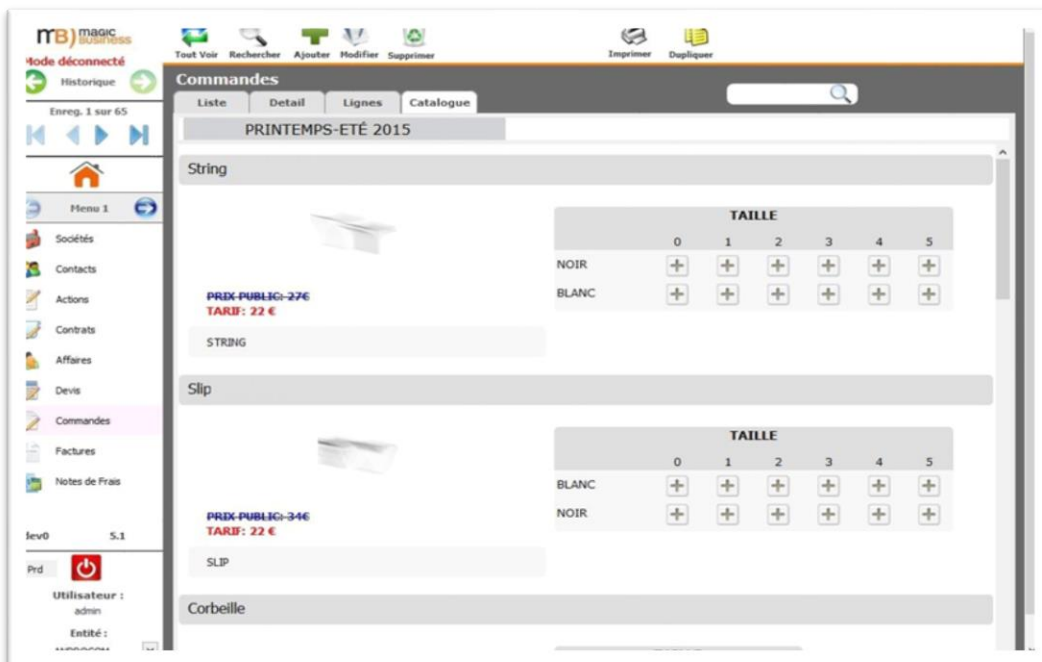 mB) magic Business
Mode déconnecté
Historique
Enreg. 1 sur 65
Menu 1
Sociétés
Contacts
Actions
Contrats
Affaires
Devis
Commandes
Factures
Notes de Frais
dev0 5.1
Prd
Utilisateur :
admin
Entité :
Tout Voir Rechercher Ajouter Modifier Supprimer Imprimer Dupliquer
Commandes
Liste Detail Lignes Catalogue
PRINTEMPS-ETÉ 2015
String
TAILLE
0 1 2 3 4 5
NOIR
BLANC
PRIX PUBLIC: 27€
TARIF: 22 €
STRING
Slip
TAILLE
0 1 2 3 4 5
BLANC
NOIR
PRIX PUBLIC: 34€
TARIF: 22 €
SLIP
Corbeille